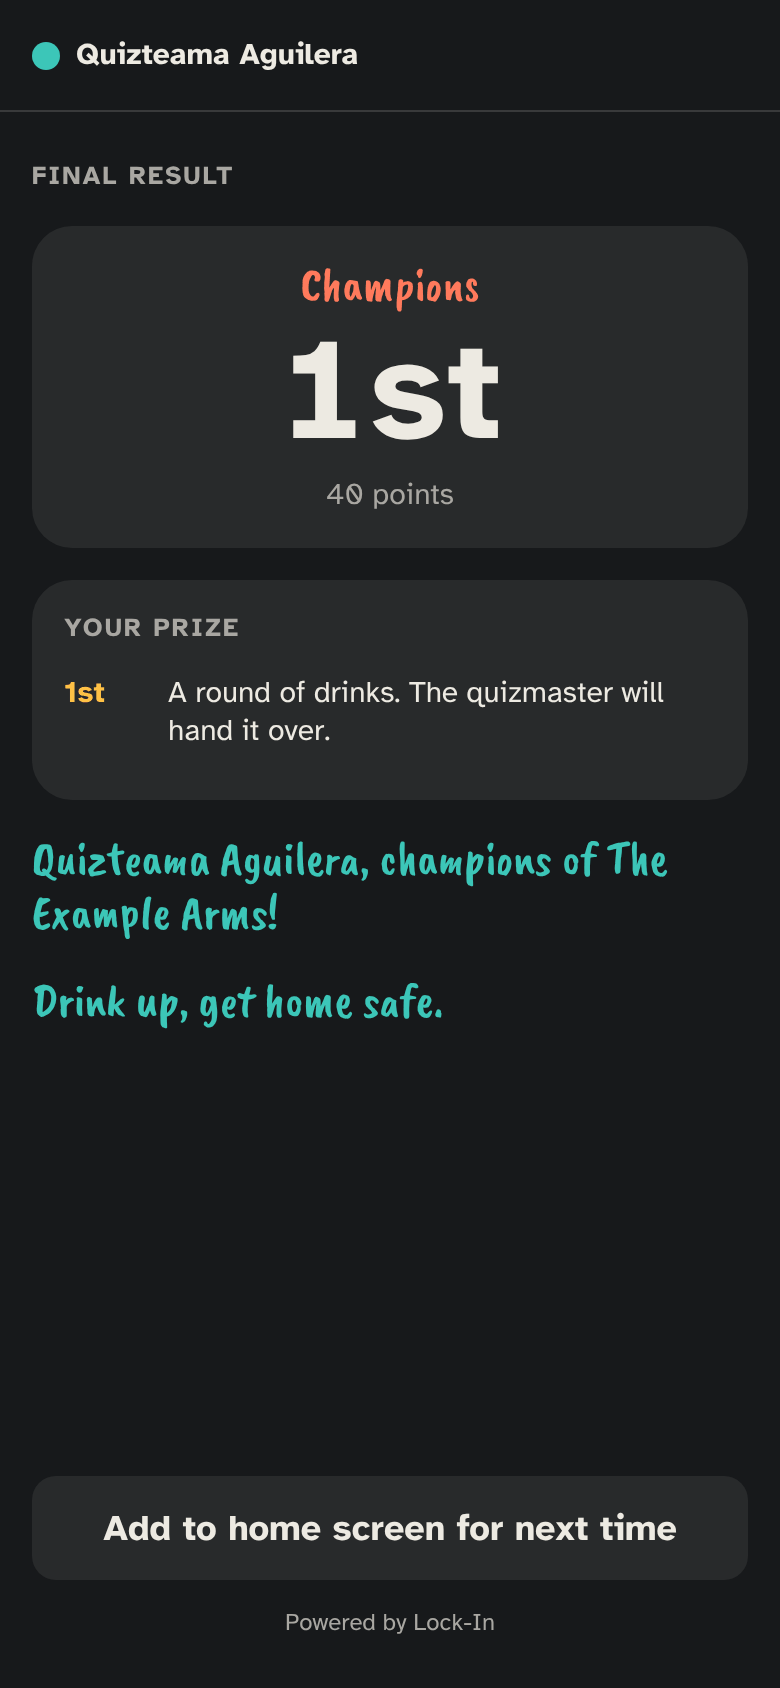 Quizteama Aguilera
FINAL RESULT
Champions
1st
40 points
YOUR PRIZE
1st A round of drinks. The quizmaster will
hand it over.
Quizteama Aguilera, champions of The
Example Arms!
Drink up, get home safe.
Add to home screen for next time
Powered by Lock-In